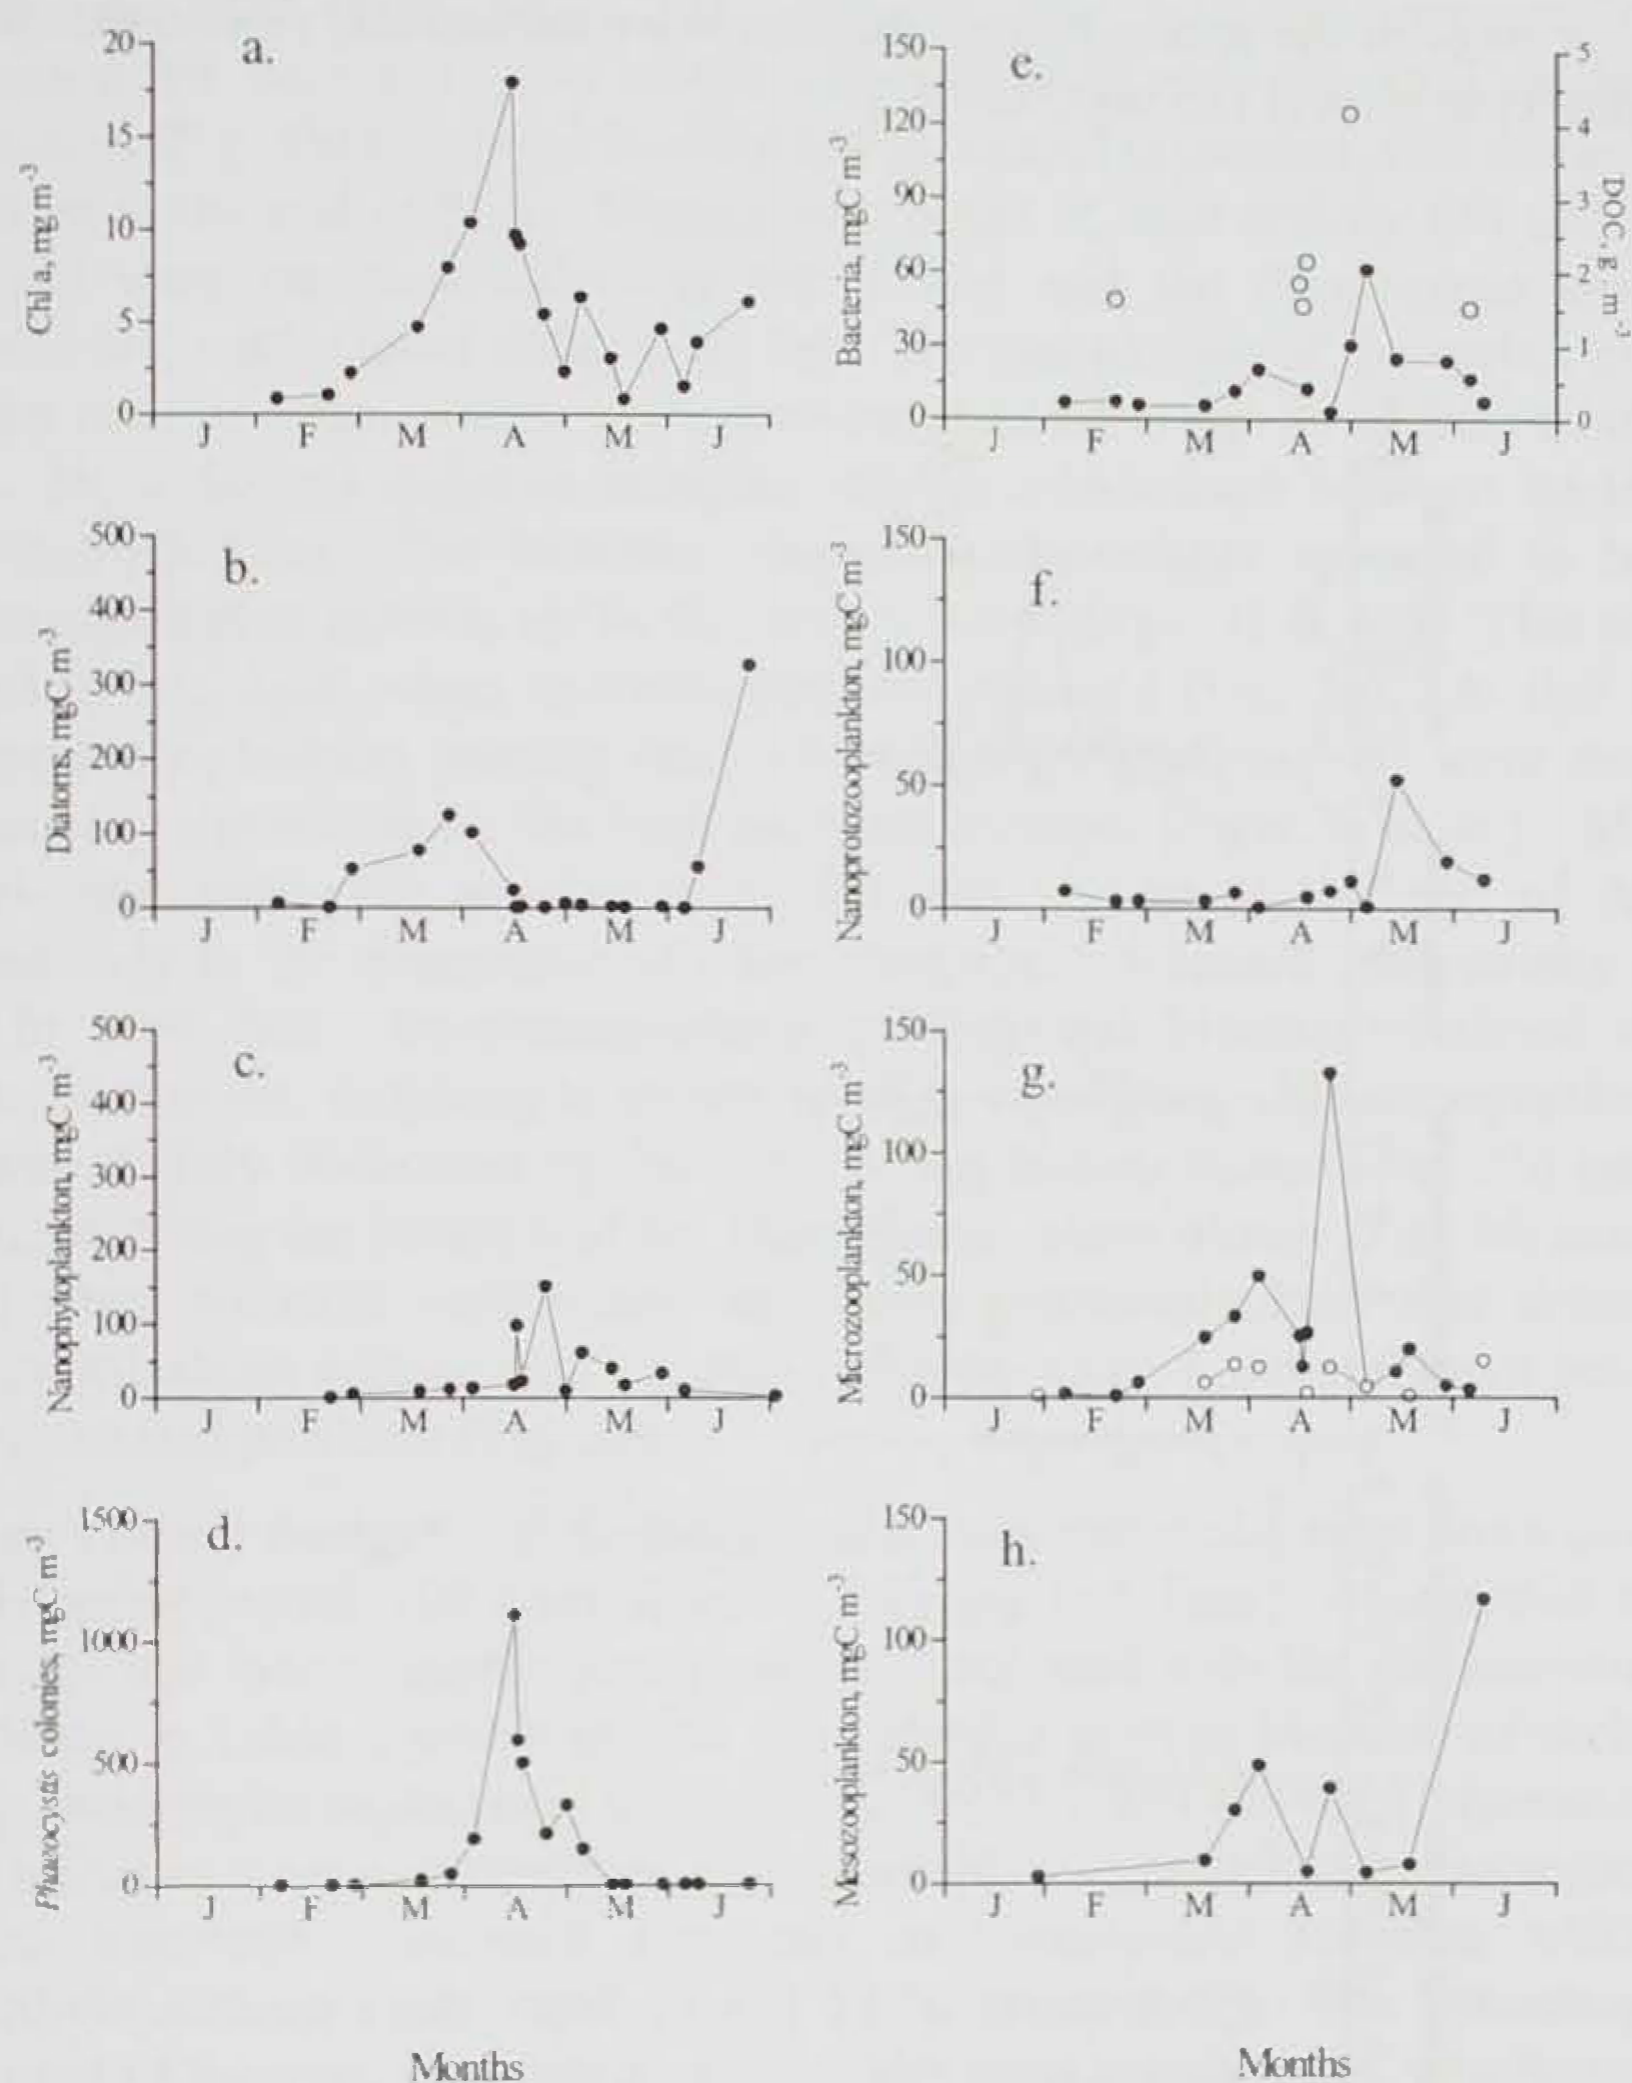 a.
Chl a, mg m-3
20
15
10
5
0
J F M A M J
e.
Bacteria, mgC m-3
150
120
90
60
30
0
DOC, g m-3
5
4
3
2
1
0
J F M A M J
b.
Diatoms, mgC m-3
500
400
300
200
100
0
J F M A M J
f.
Nanoprotozooplankton, mgC m-3
150
100
50
0
J F M A M J
c.
Nanophytoplankton, mgC m-3
500
400
300
200
100
0
J F M A M J
g.
Microzooplankton, mgC m-3
150
100
50
0
J F M A M J
d.
Phaeocystis colonies, mgC m-3
1500
1000
500
0
J F M A M J
h.
Mesozooplankton, mgC m-3
150
100
50
0
J F M A M J
Months
Months